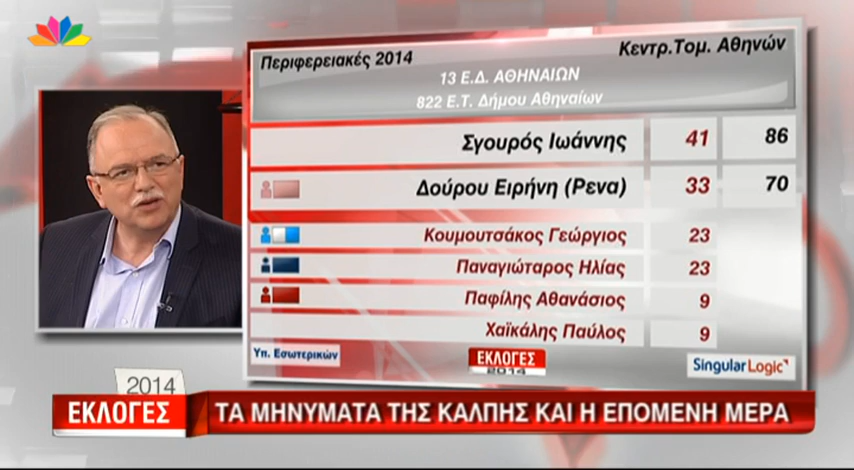 Περιφερειακές 2014
Κεντρ.Τομ. Αθηνών
13 Ε.Δ. ΑΘΗΝΑΙΩΝ
822 Ε.Τ. Δήμου Αθηναίων
Σγουρός Ιωάννης 41 86
Δούρου Ειρήνη (Ρενα) 33 70
Κουμουτσάκος Γεώργιος 23
Παναγιώταρος Ηλίας 23
Παφίλης Αθανάσιος 9
Χαϊκάλης Παύλος 9
Υπ. Εσωτερικών
ΕΚΛΟΓΕΣ
2014
SingularLogic
2014
ΕΚΛΟΓΕΣ
ΤΑ ΜΗΝΥΜΑΤΑ ΤΗΣ ΚΑΛΠΗΣ ΚΑΙ Η ΕΠΟΜΕΝΗ ΜΕΡΑ